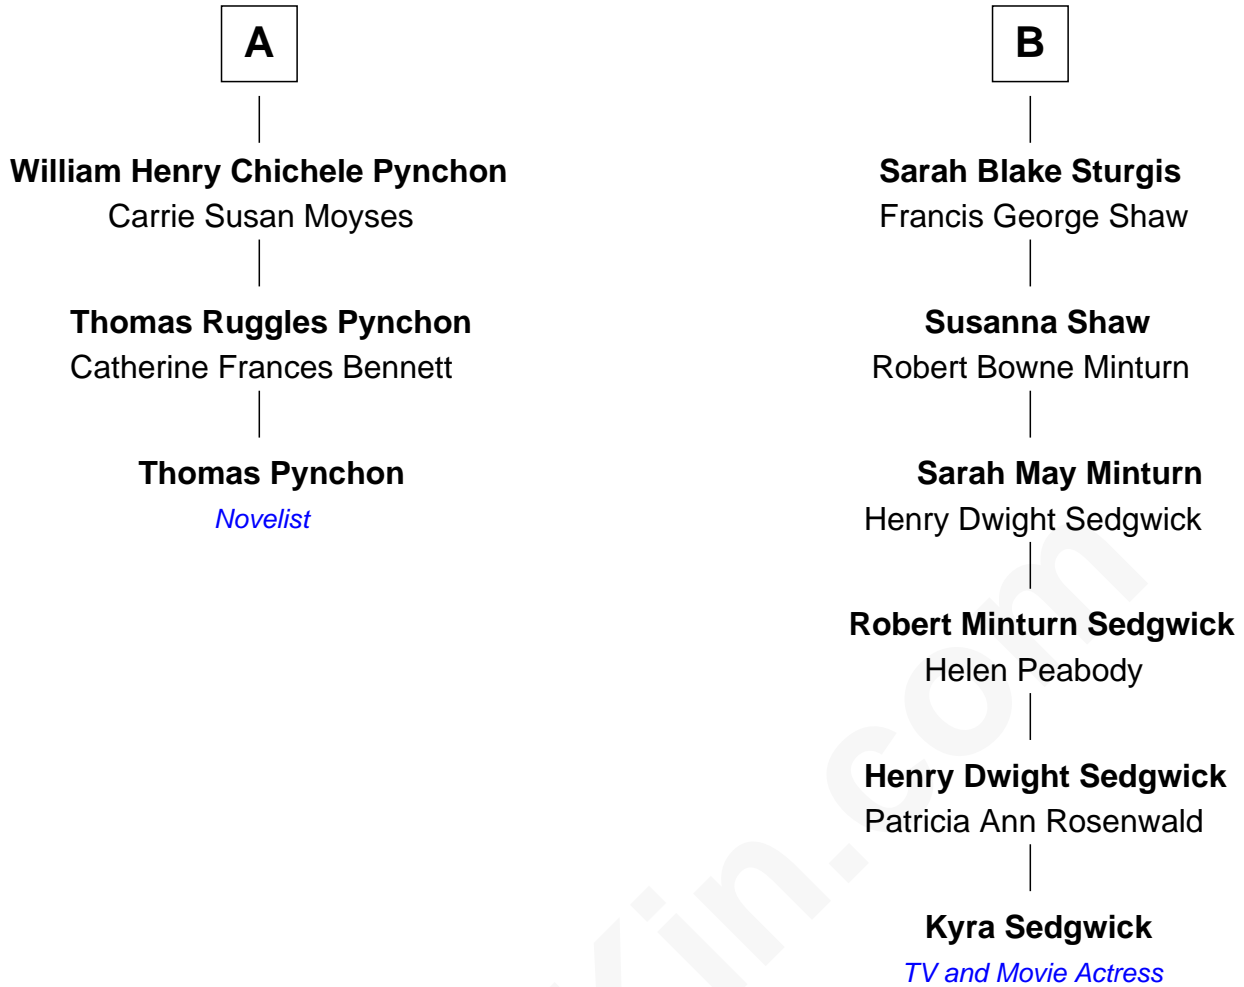 A
William Henry Chichele Pynchon
Carrie Susan Moyses
Thomas Ruggles Pynchon
Catherine Frances Bennett
Thomas Pynchon
Novelist
B
Sarah Blake Sturgis
Francis George Shaw
Susanna Shaw
Robert Bowne Minturn
Sarah May Minturn
Henry Dwight Sedgwick
Robert Minturn Sedgwick
Helen Peabody
Henry Dwight Sedgwick
Patricia Ann Rosenwald
Kyra Sedgwick
TV and Movie Actress
Kin.com